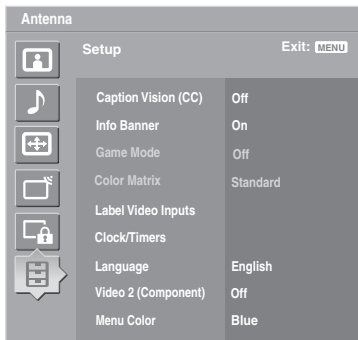 Antenna
Setup Exit: MENU
Caption Vision (CC) Off
Info Banner On
Game Mode Off
Color Matrix Standard
Label Video Inputs
Clock/Timers
Language English
Video 2 (Component) Off
Menu Color Blue